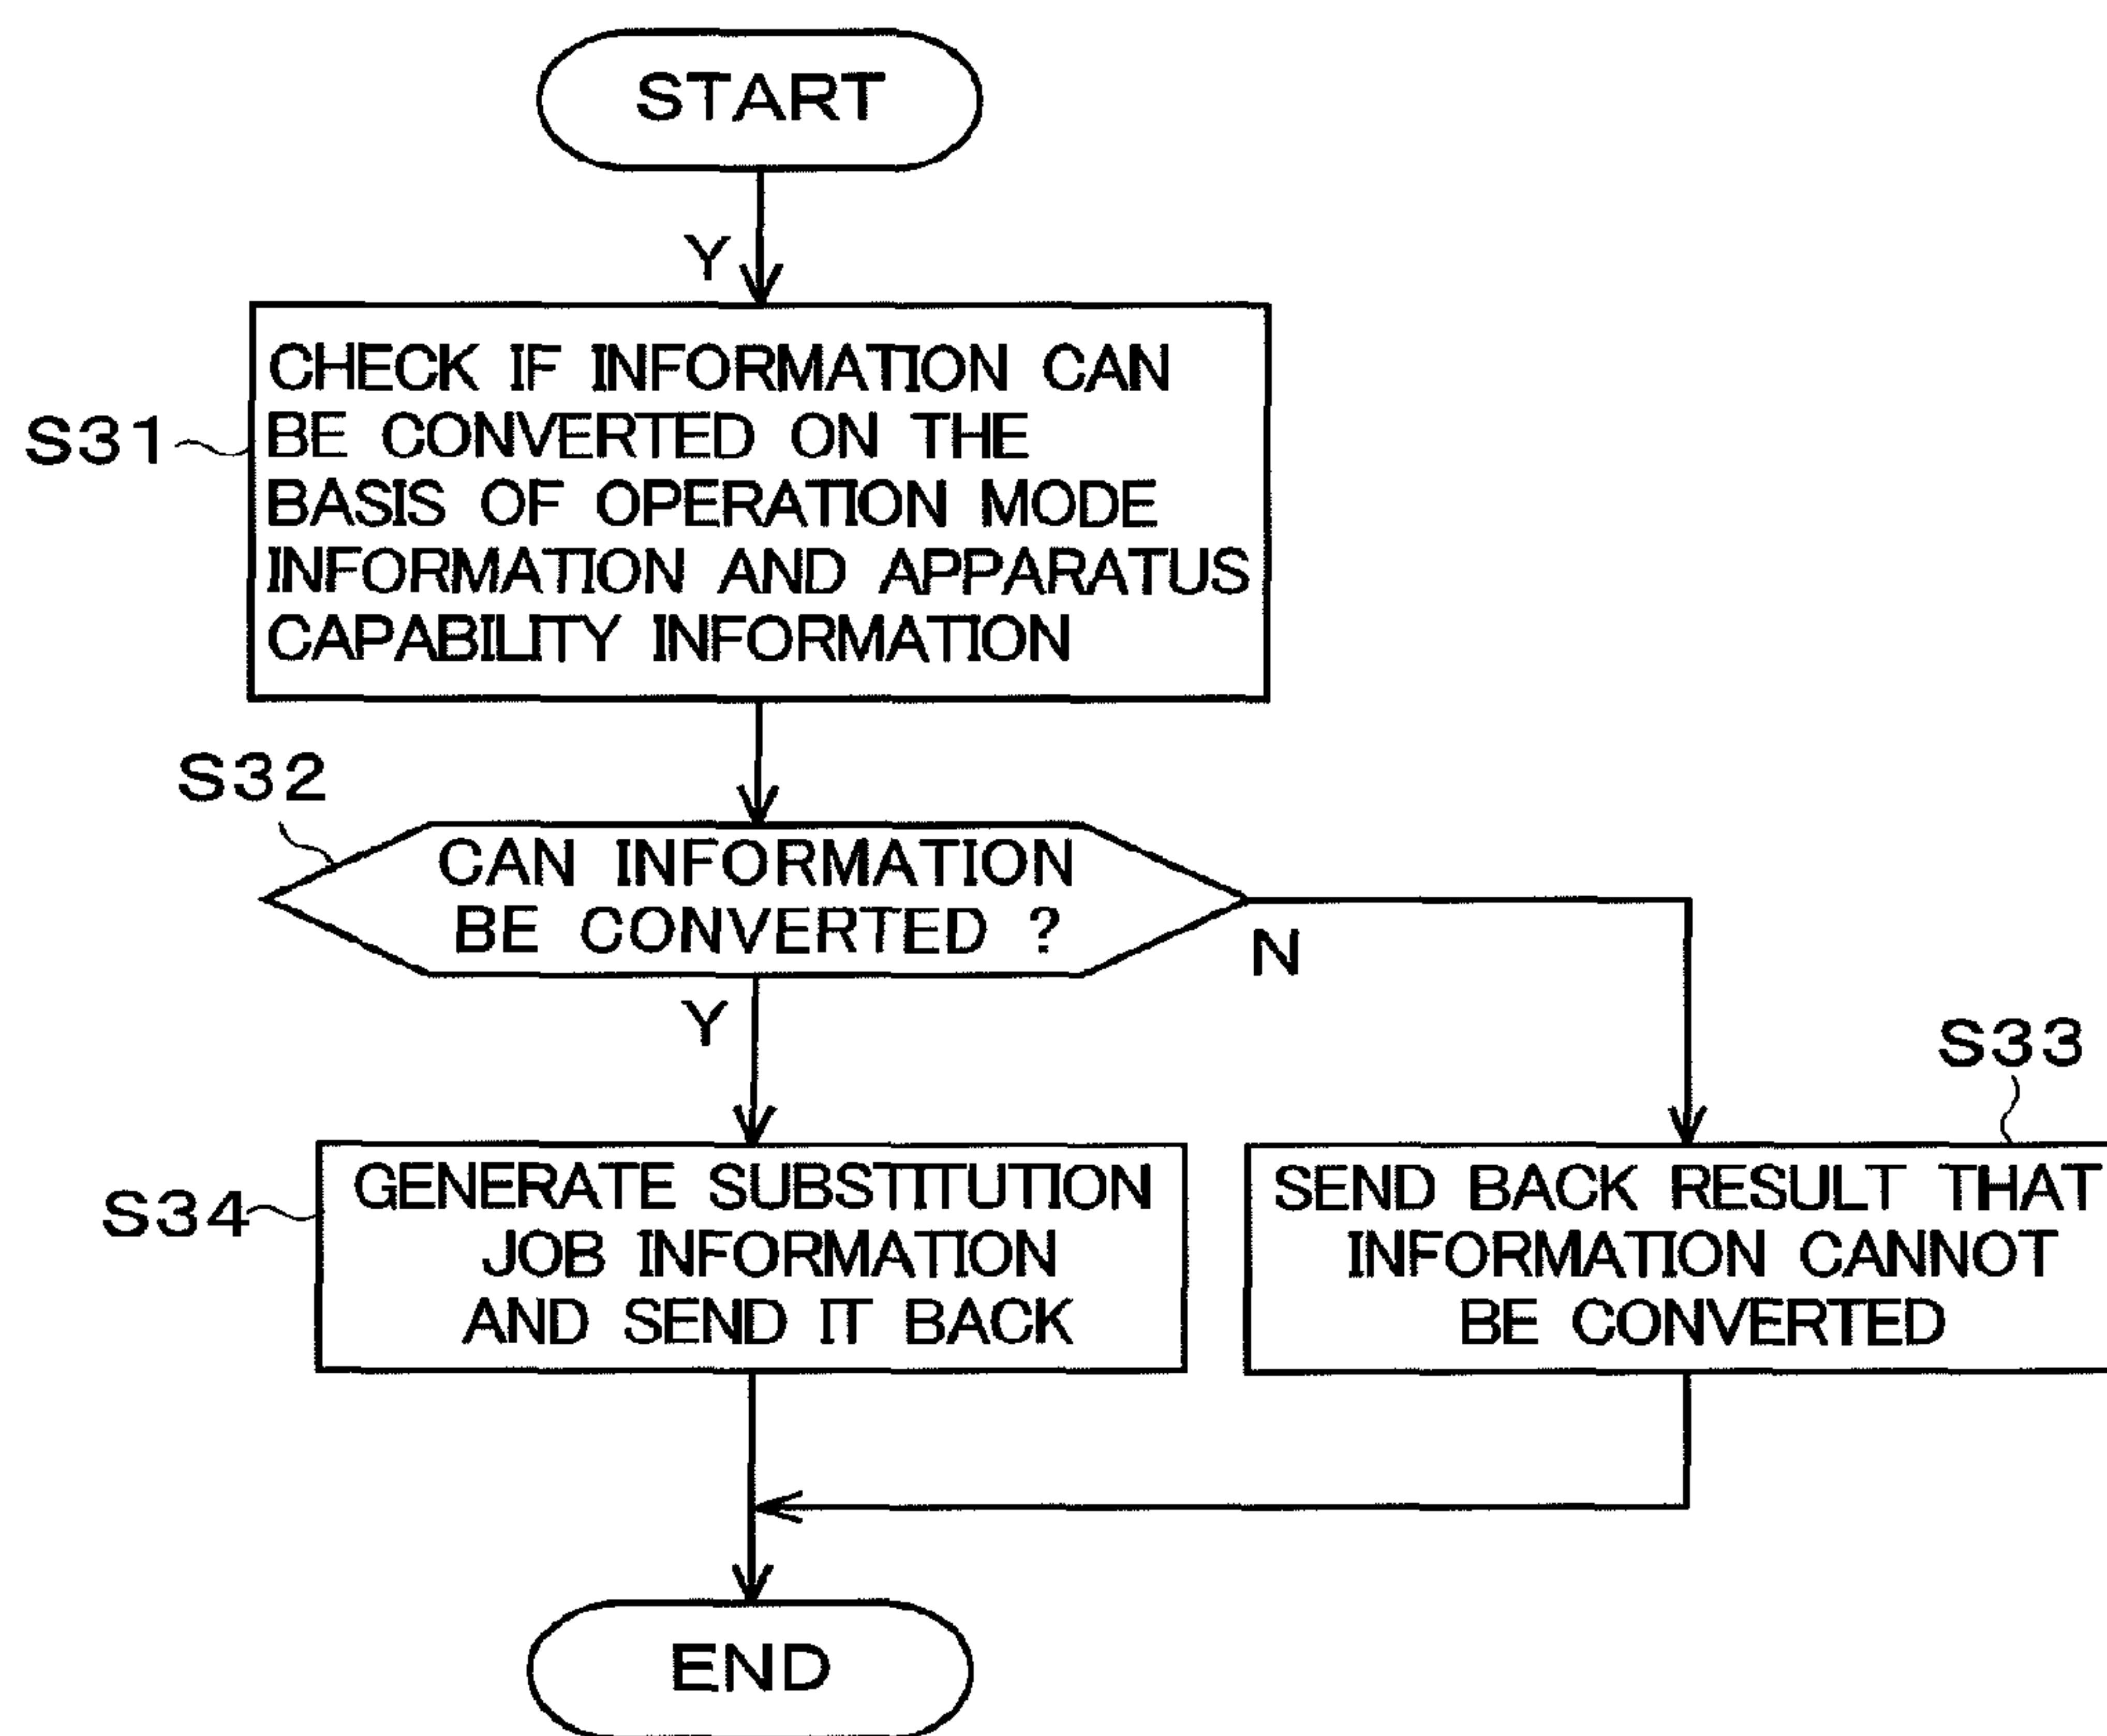 START
Y
S31
CHECK IF INFORMATION CAN
BE CONVERTED ON THE
BASIS OF OPERATION MODE
INFORMATION AND APPARATUS
CAPABILITY INFORMATION
S32
CAN INFORMATION
BE CONVERTED ?
N
Y
S33
S34
GENERATE SUBSTITUTION
JOB INFORMATION
AND SEND IT BACK
SEND BACK RESULT THAT
INFORMATION CANNOT
BE CONVERTED
END